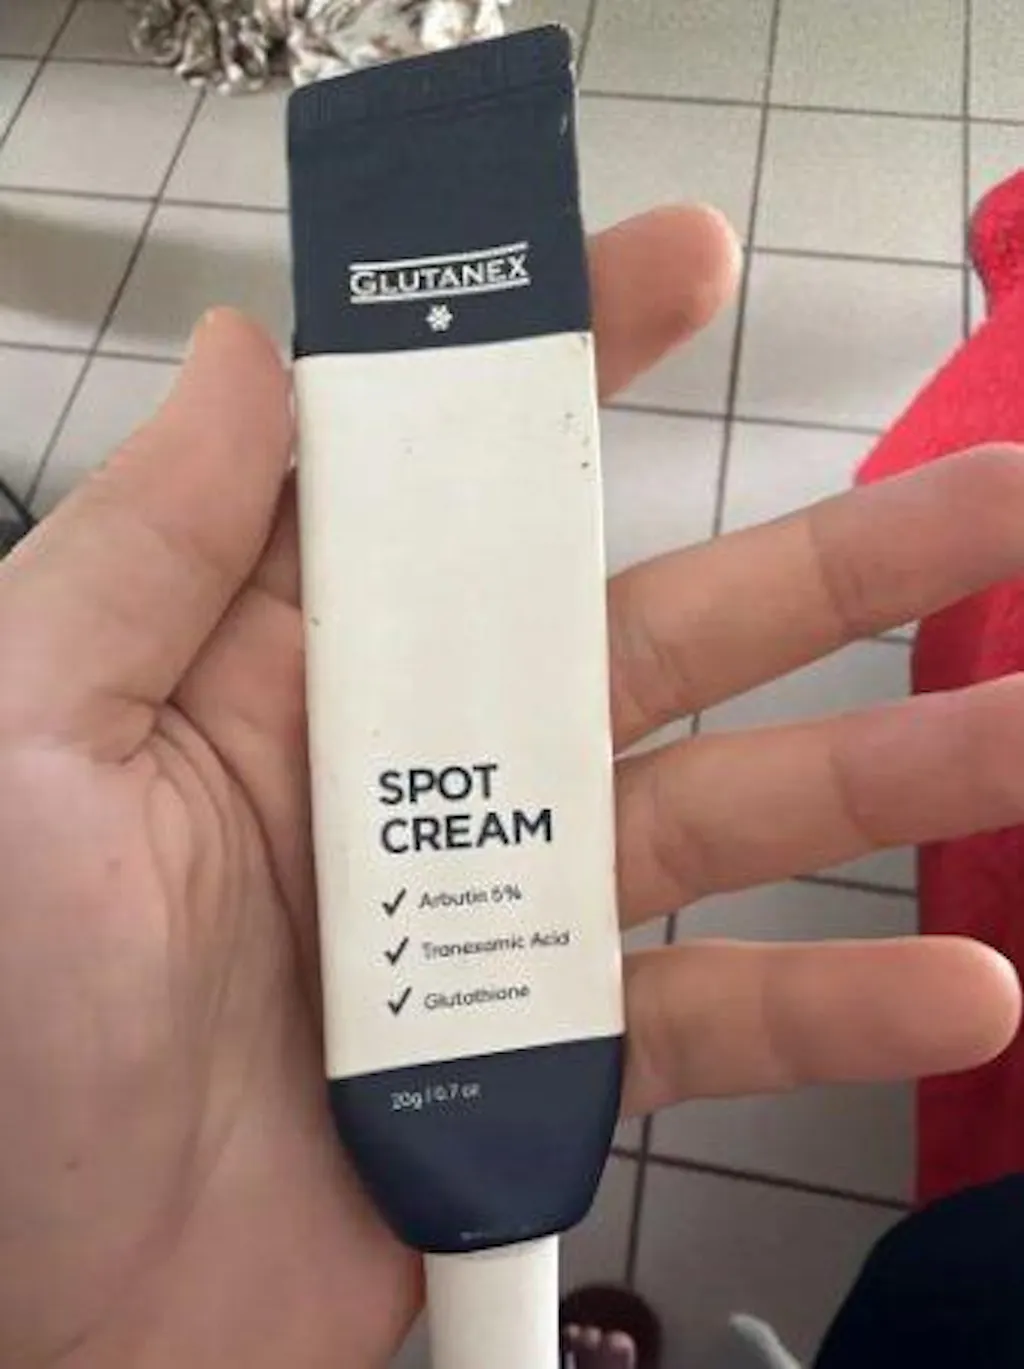 GLUTANEX
SPOT
CREAM
Arbutin 5%
Tranexamic Acid
Glutathione
20g | 0.7 oz